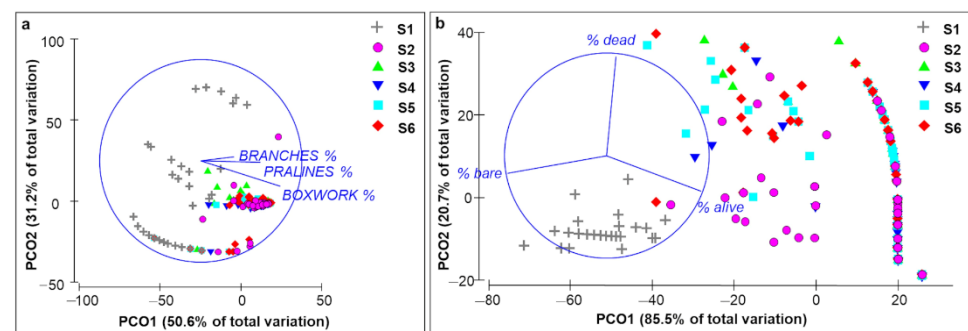 a
100
50
0
−50
−100
−50
0
50
100
PCO2 (31.2% of total variation)
PCO1 (50.6% of total variation)
BRANCHES %
PRALINES %
BOXWORK %
S1
S2
S3
S4
S5
S6
b
40
20
0
−20
−80
−60
−40
−20
0
20
PCO2 (20.7% of total variation)
PCO1 (85.5% of total variation)
% dead
% bare
% alive
S1
S2
S3
S4
S5
S6